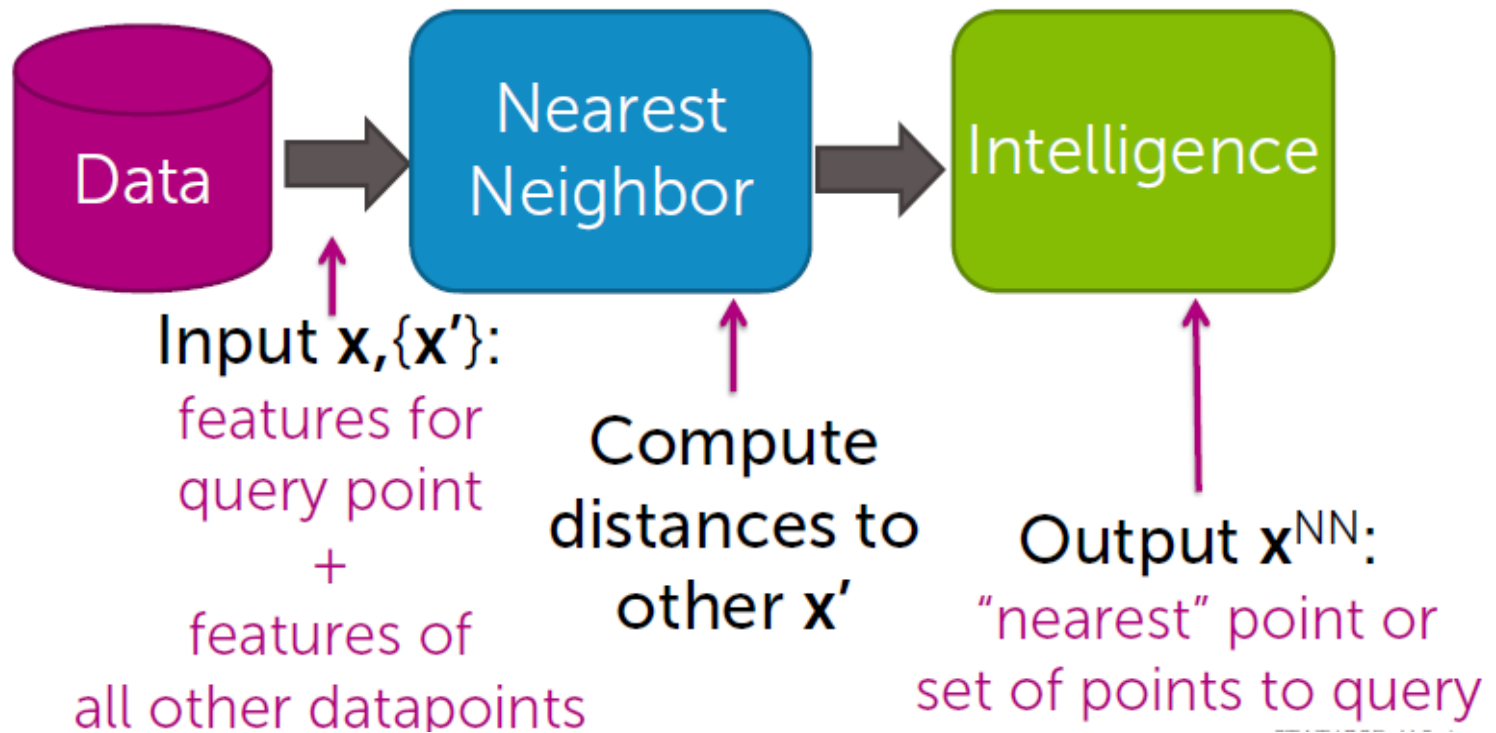 Data
Nearest
Neighbor
Intelligence
Input x,{x’}:
features for
query point
+
features of
all other datapoints
Compute
distances to
other x’
Output xᴺᴺ:
“nearest” point or
set of points to query